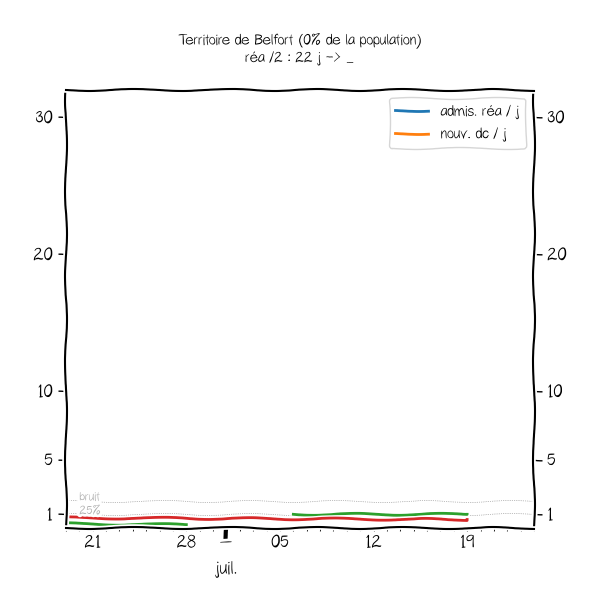 Territoire de Belfort (0% de la population)
réa /2 : 22 j -> _
admis. réa / j
nouv. dc / j
30
30
20
20
10
10
5
5
bruit
25%
1
1
21
28
05
12
19
juil.